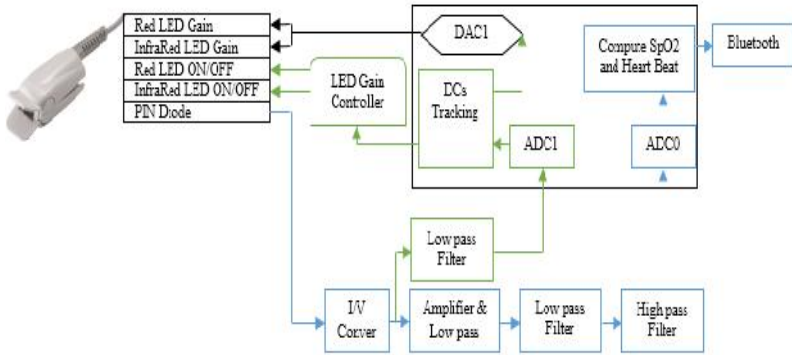 Red LED Gain
InfraRed LED Gain
Red LED ON/OFF
InfraRed LED ON/OFF
PIN Diode
LED Gain
Controller
DAC1
DCs
Tracking
ADC1
Compute SpO2
and Heart Beat
ADC0
Bluetooth
Low pass
Filter
I/V
Conver
Amplifier &
Low pass
Low pass
Filter
High pass
Filter